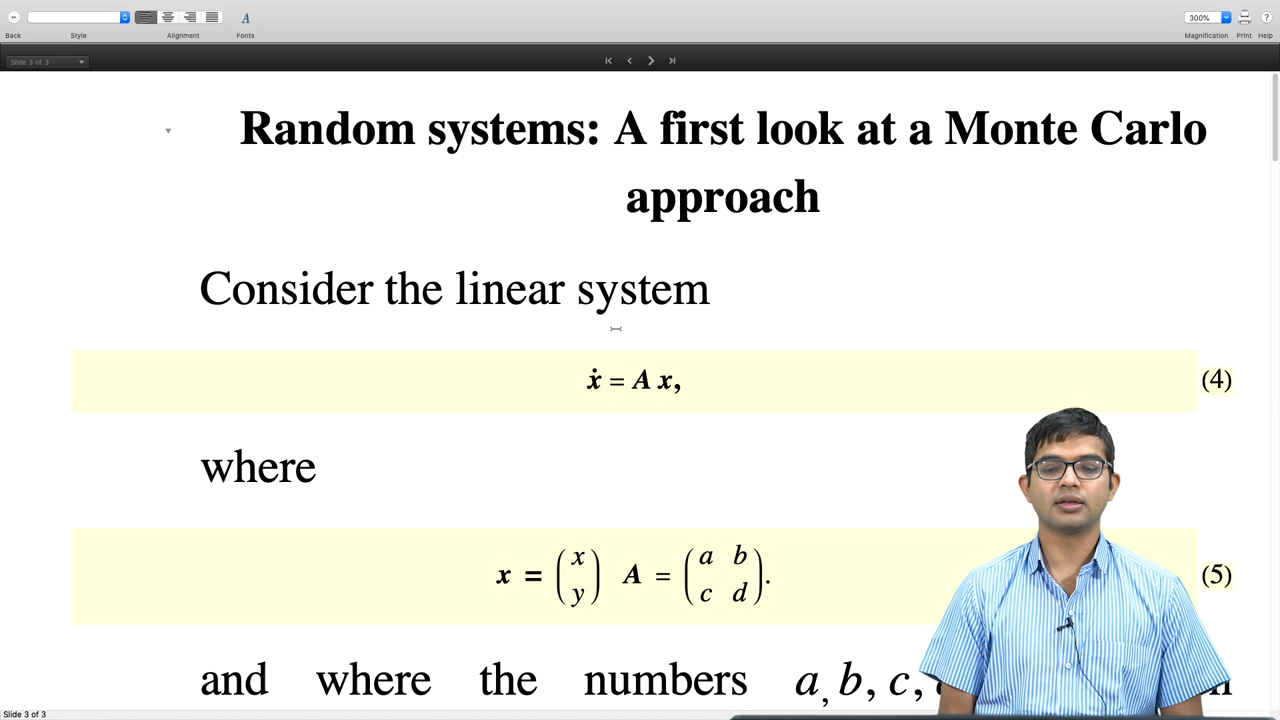 300%
Back Style Alignment Fonts Magnification Print Help
Slide 3 of 3
Random systems: A first look at a Monte Carlo
approach
Consider the linear system
ẋ = A x, (4)
where
x = (x y) A = (a b c d). (5)
and where the numbers a, b, c,
Slide 3 of 3